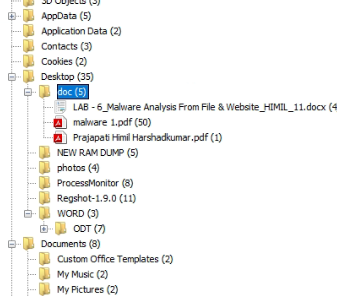 3D Objects (3)
AppData (5)
Application Data (2)
Contacts (3)
Cookies (2)
Desktop (35)
doc (5)
LAB - 6_Malware Analysis From File & Website_HIMIL_11.docx (4
malware 1.pdf (50)
Prajapati Himil Harshadkumar.pdf (1)
NEW RAM DUMP (5)
photos (4)
ProcessMonitor (8)
Regshot-1.9.0 (11)
WORD (3)
ODT (7)
Documents (8)
Custom Office Templates (2)
My Music (2)
My Pictures (2)